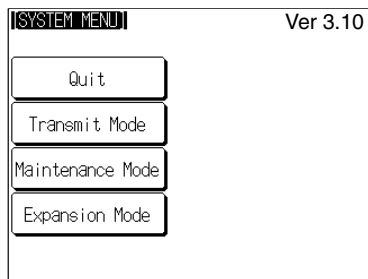 [SYSTEM MENU] Ver 3.10
Quit
Transmit Mode
Maintenance Mode
Expansion Mode